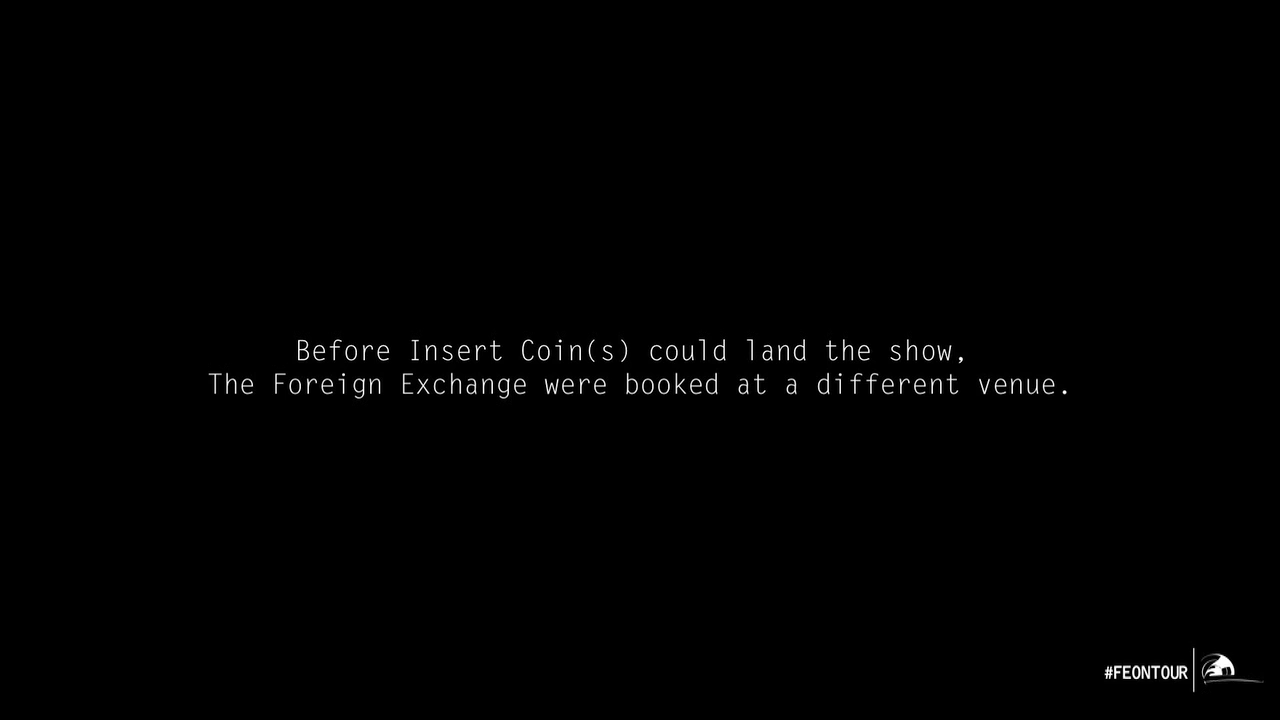 Before Insert Coin(s) could land the show,
The Foreign Exchange were booked at a different venue.
#FEONTOUR